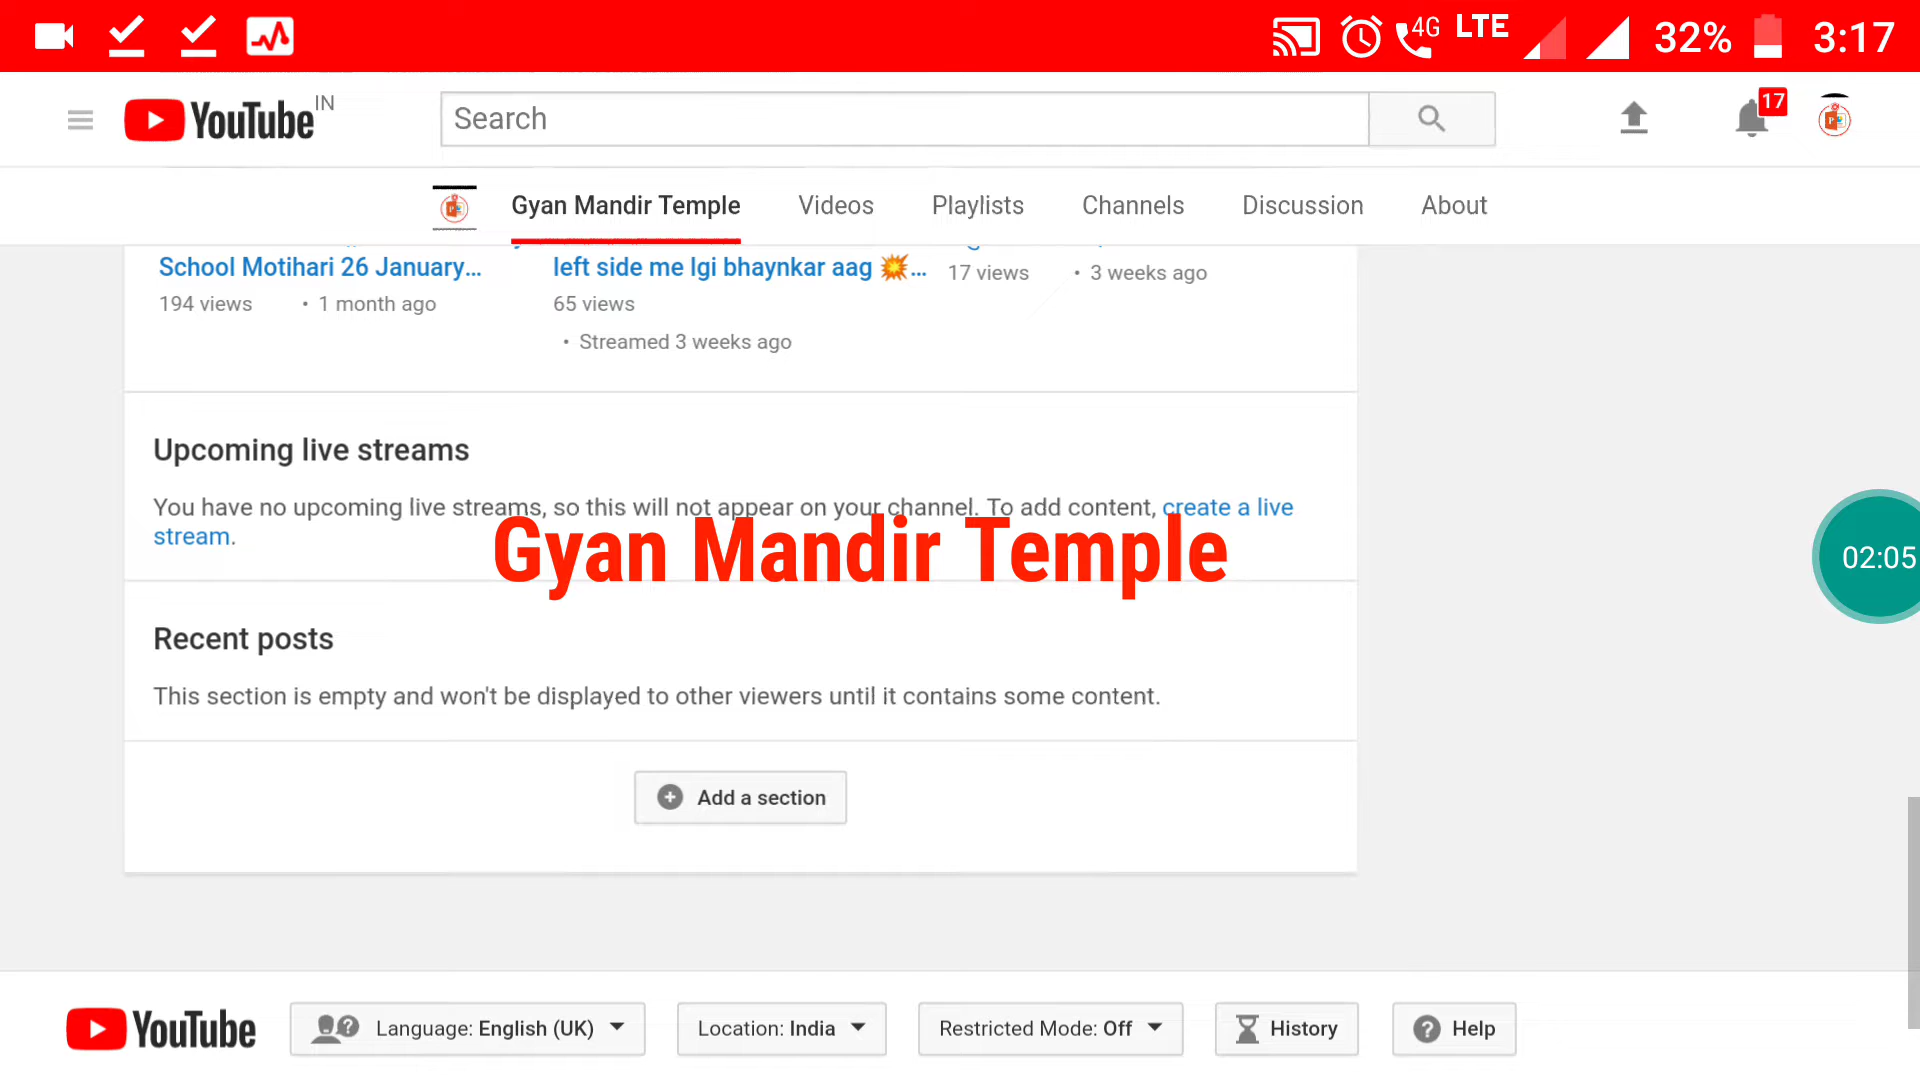 4G LTE 32% 3:17
YouTube IN
Search
17
Gyan Mandir Temple Videos Playlists Channels Discussion About
School Motihari 26 January...
194 views • 1 month ago
left side me lgi bhaynkar aag 💥...
65 views
• Streamed 3 weeks ago
17 views • 3 weeks ago
Upcoming live streams
You have no upcoming live streams, so this will not appear on your channel. To add content, create a live
stream.
Gyan Mandir Temple
02:05
Recent posts
This section is empty and won't be displayed to other viewers until it contains some content.
Add a section
YouTube Language: English (UK) Location: India Restricted Mode: Off History Help